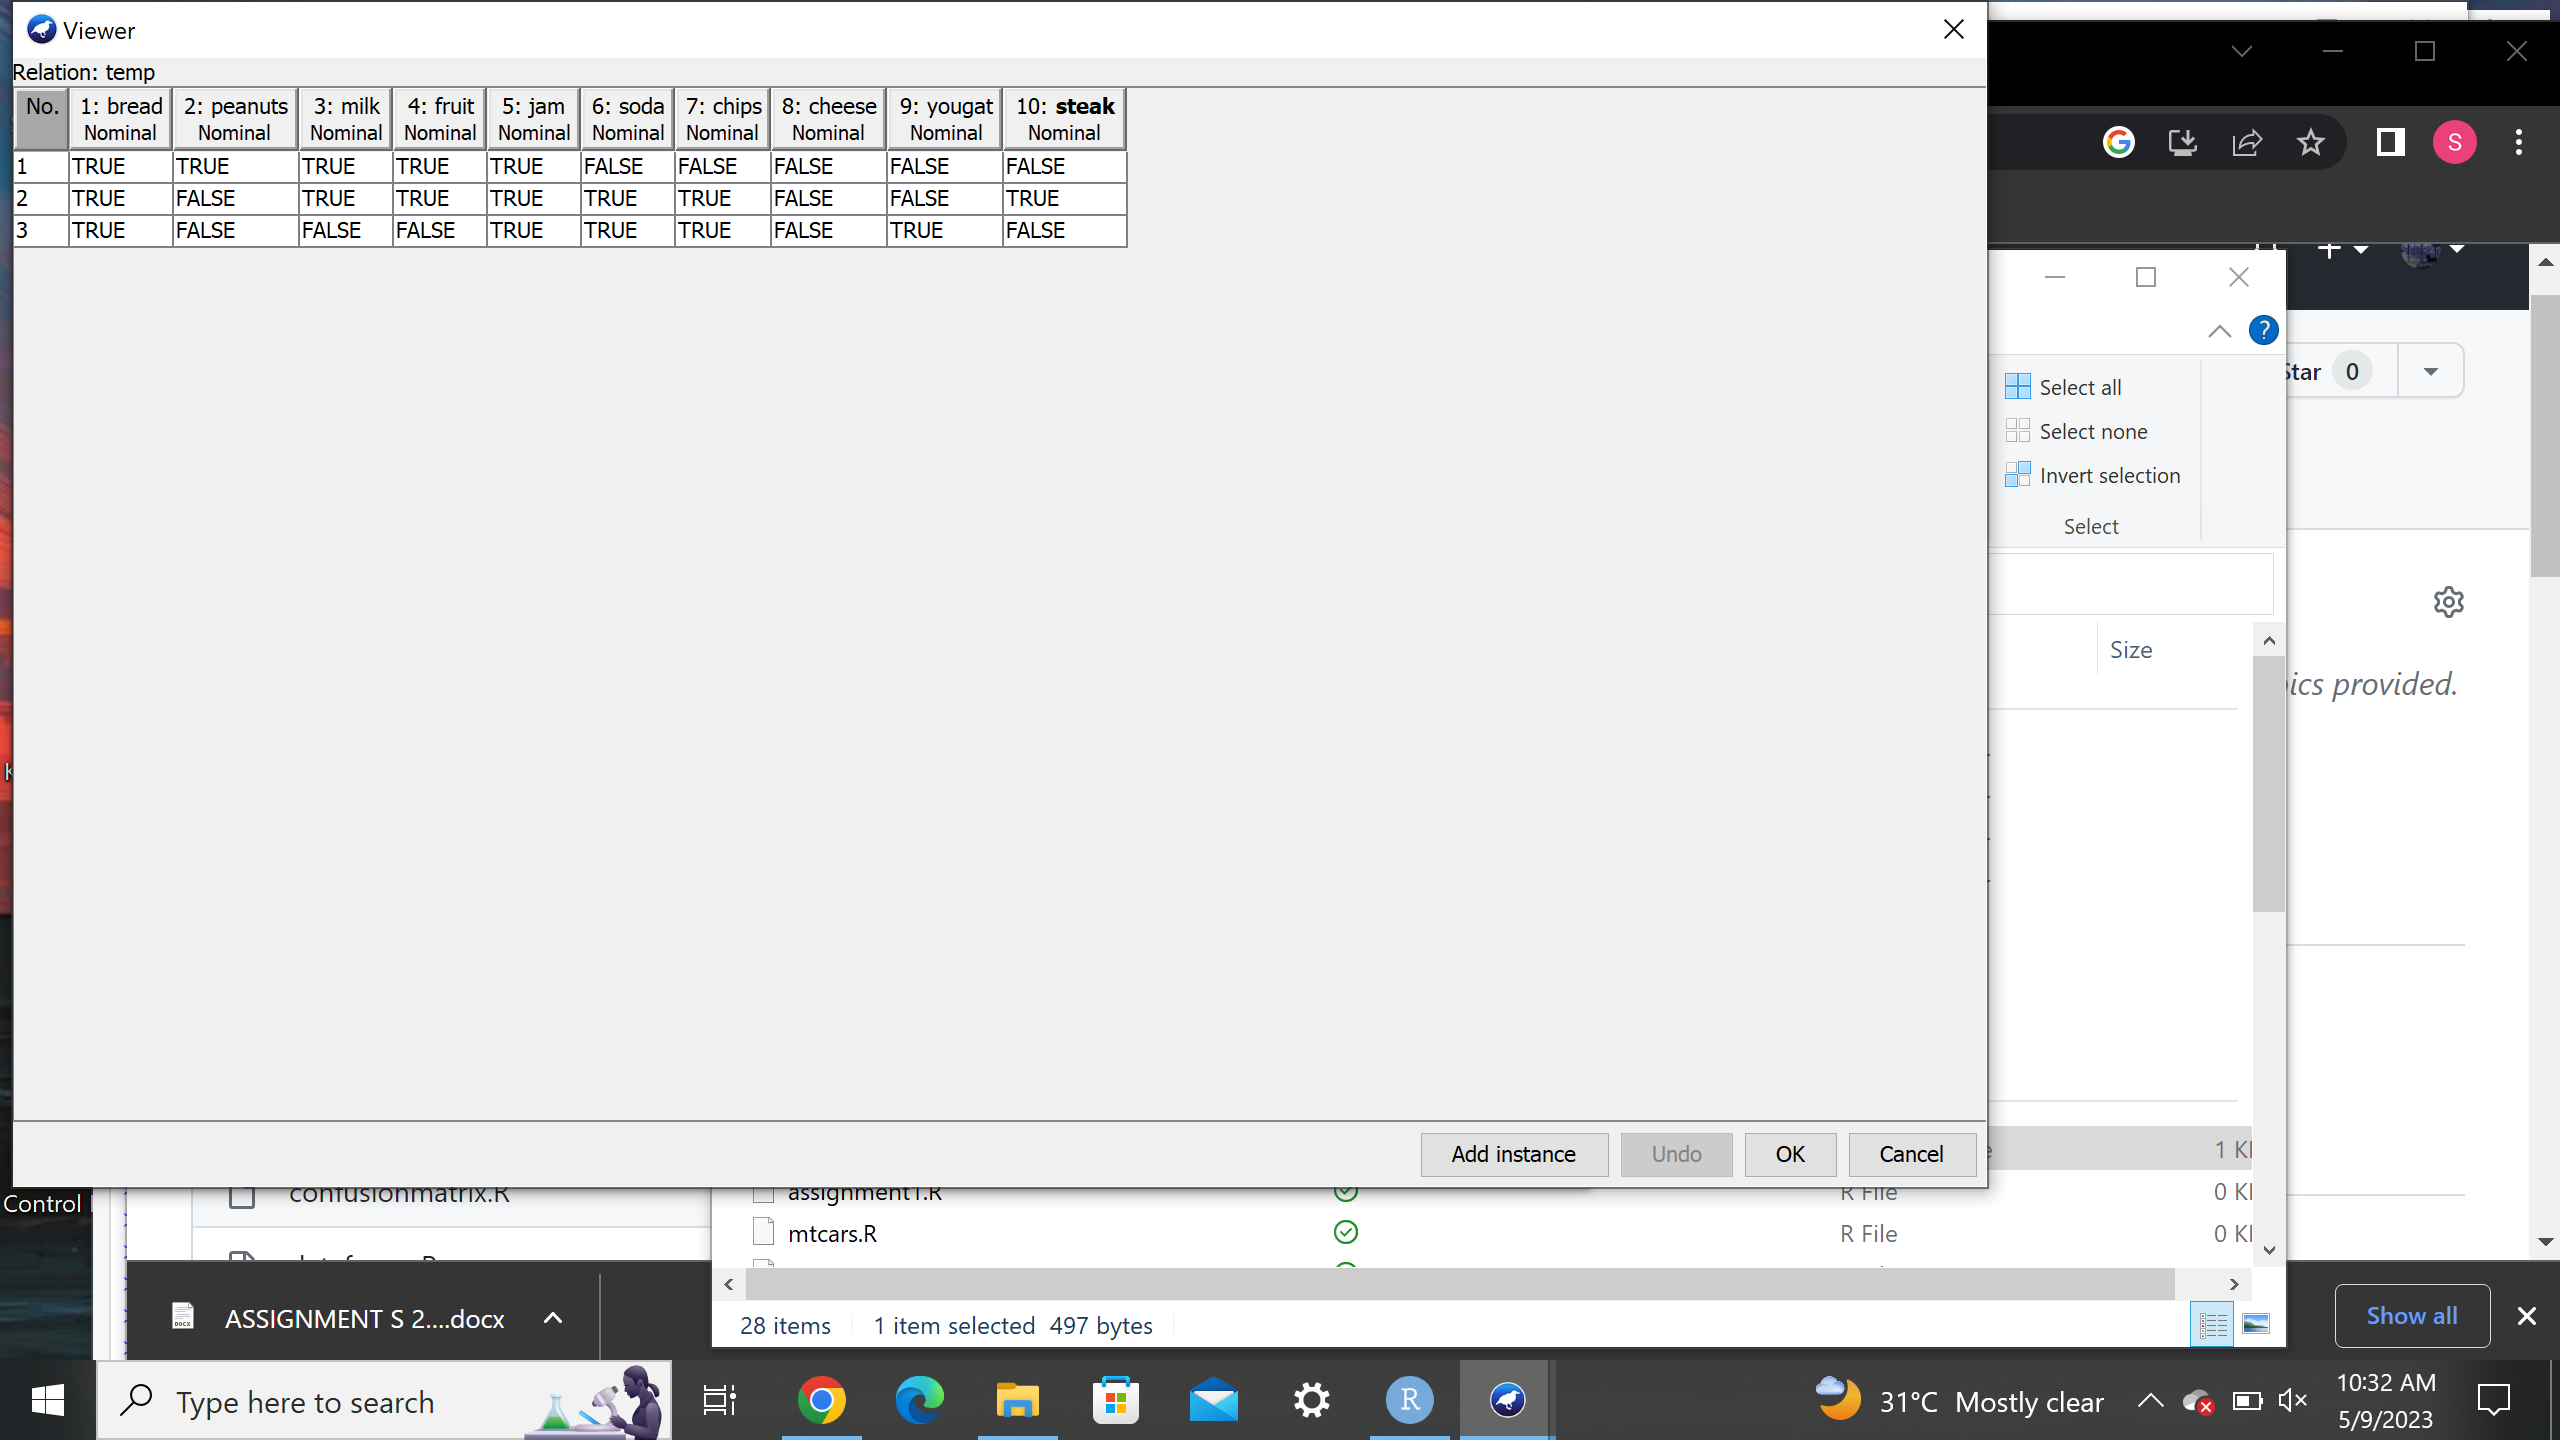 Viewer
Relation: temp
No. 1: bread 2: peanuts 3: milk 4: fruit 5: jam 6: soda 7: chips 8: cheese 9: yougat 10: steak
Nominal Nominal Nominal Nominal Nominal Nominal Nominal Nominal Nominal Nominal
1 TRUE TRUE TRUE TRUE TRUE FALSE FALSE FALSE FALSE FALSE
2 TRUE FALSE TRUE TRUE TRUE TRUE TRUE FALSE FALSE TRUE
3 TRUE FALSE FALSE FALSE TRUE TRUE TRUE FALSE TRUE FALSE
S
Star 0
Select all
Select none
Invert selection
Select
Size
ics provided.
Add instance Undo OK Cancel
1 K
Control
confusionmatrix.R
assignment1.R R File 0 K
mtcars.R R File 0 K
ASSIGNMENT S 2....docx
28 items 1 item selected 497 bytes
Show all
Type here to search
R
31°C Mostly clear
10:32 AM
5/9/2023